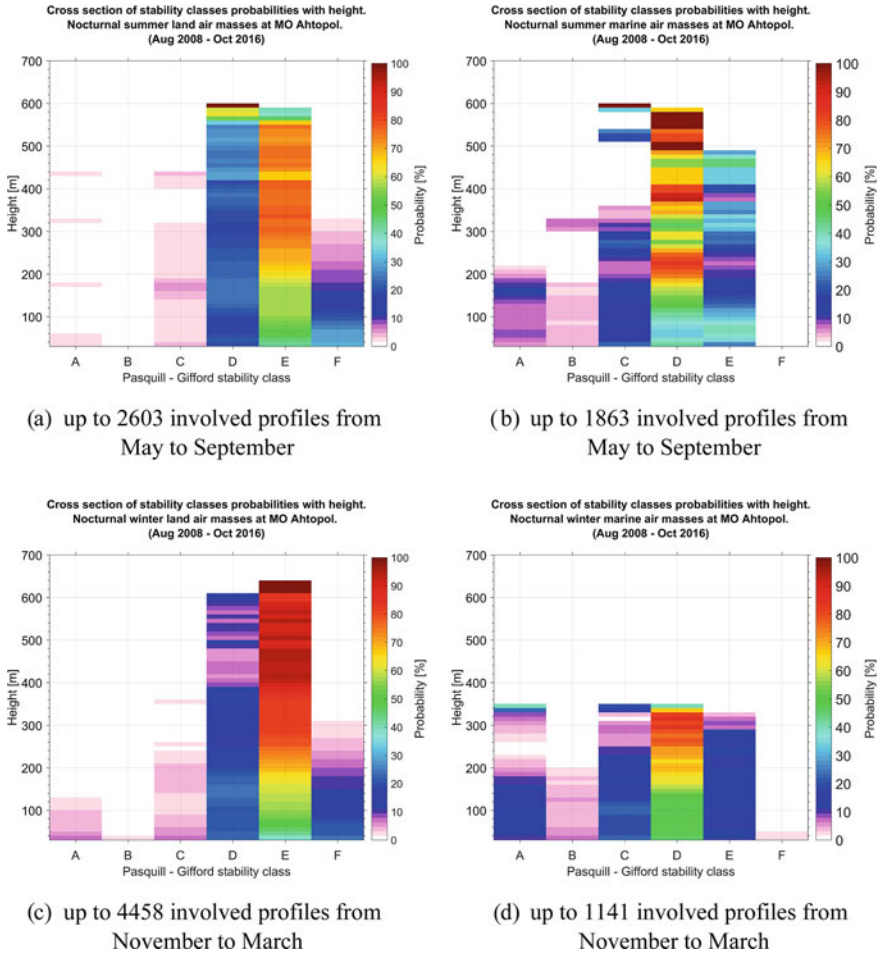 Cross section of stability classes probabilities with height.
Nocturnal summer land air masses at MO Ahtopol.
(Aug 2008 - Oct 2016)
700
600
500
400
300
200
100
Height [m]
A B C D E F
Pasquill - Gifford stability class
100
90
80
70
60
50
40
30
20
10
0
Probability [%]
(a) up to 2603 involved profiles from
May to September
Cross section of stability classes probabilities with height.
Nocturnal summer marine air masses at MO Ahtopol.
(Aug 2008 - Oct 2016)
700
600
500
400
300
200
100
Height [m]
A B C D E F
Pasquill - Gifford stability class
100
90
80
70
60
50
40
30
20
10
0
Probability [%]
(b) up to 1863 involved profiles from
May to September
Cross section of stability classes probabilities with height.
Nocturnal winter land air masses at MO Ahtopol.
(Aug 2008 - Oct 2016)
700
600
500
400
300
200
100
Height [m]
A B C D E F
Pasquill - Gifford stability class
100
90
80
70
60
50
40
30
20
10
0
Probability [%]
(c) up to 4458 involved profiles from
November to March
Cross section of stability classes probabilities with height.
Nocturnal winter marine air masses at MO Ahtopol.
(Aug 2008 - Oct 2016)
700
600
500
400
300
200
100
Height [m]
A B C D E F
Pasquill - Gifford stability class
100
90
80
70
60
50
40
30
20
10
0
Probability [%]
(d) up to 1141 involved profiles from
November to March